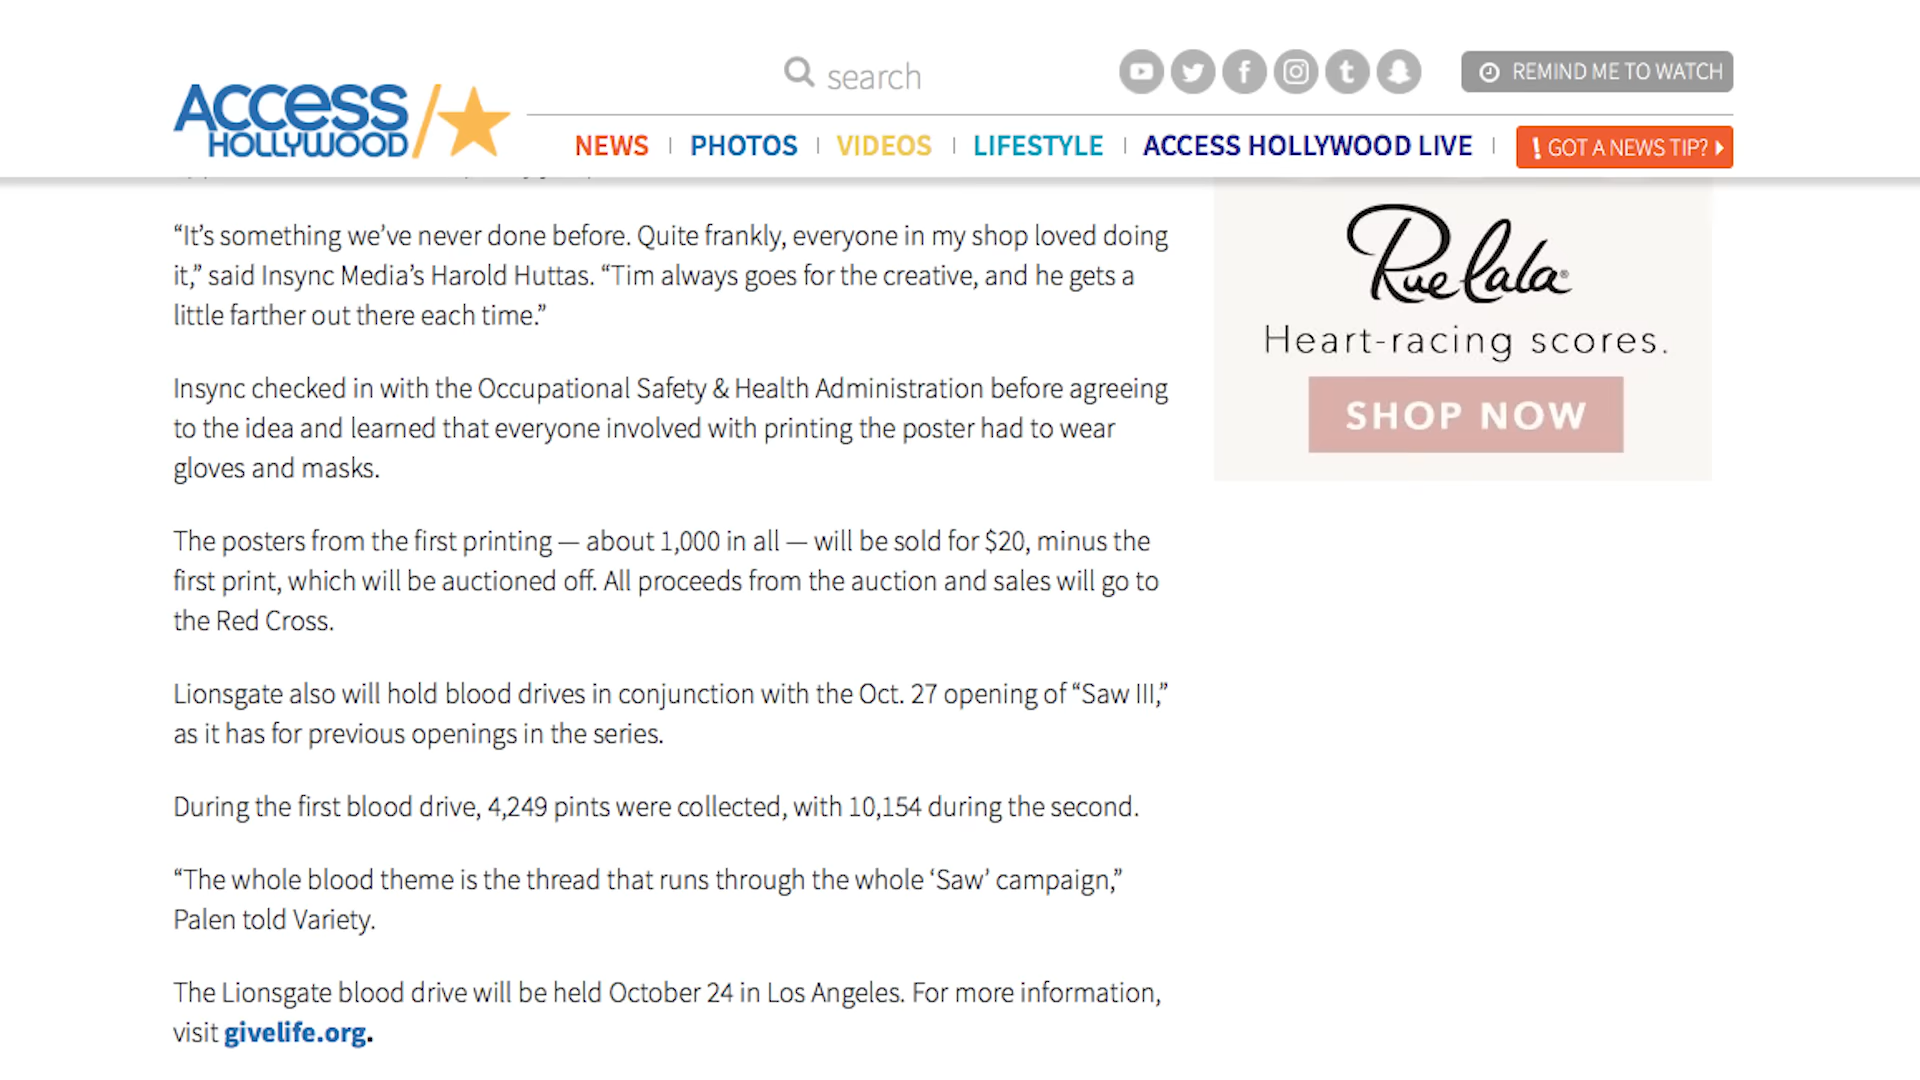 search
REMIND ME TO WATCH
ACCess
HOLLYWOOD
NEWS
PHOTOS
VIDEOS
LIFESTYLE
ACCESS HOLLYWOOD LIVE
! GOT A NEWS TIP?
“It’s something we’ve never done before. Quite frankly, everyone in my shop loved doing
it,” said Insync Media’s Harold Huttas. “Tim always goes for the creative, and he gets a
little farther out there each time.”
Insync checked in with the Occupational Safety & Health Administration before agreeing
to the idea and learned that everyone involved with printing the poster had to wear
gloves and masks.
The posters from the first printing — about 1,000 in all — will be sold for $20, minus the
first print, which will be auctioned off. All proceeds from the auction and sales will go to
the Red Cross.
Lionsgate also will hold blood drives in conjunction with the Oct. 27 opening of “Saw III,”
as it has for previous openings in the series.
During the first blood drive, 4,249 pints were collected, with 10,154 during the second.
“The whole blood theme is the thread that runs through the whole ‘Saw’ campaign,”
Palen told Variety.
The Lionsgate blood drive will be held October 24 in Los Angeles. For more information,
visit givelife.org.
Rue lala®
Heart-racing scores.
SHOP NOW